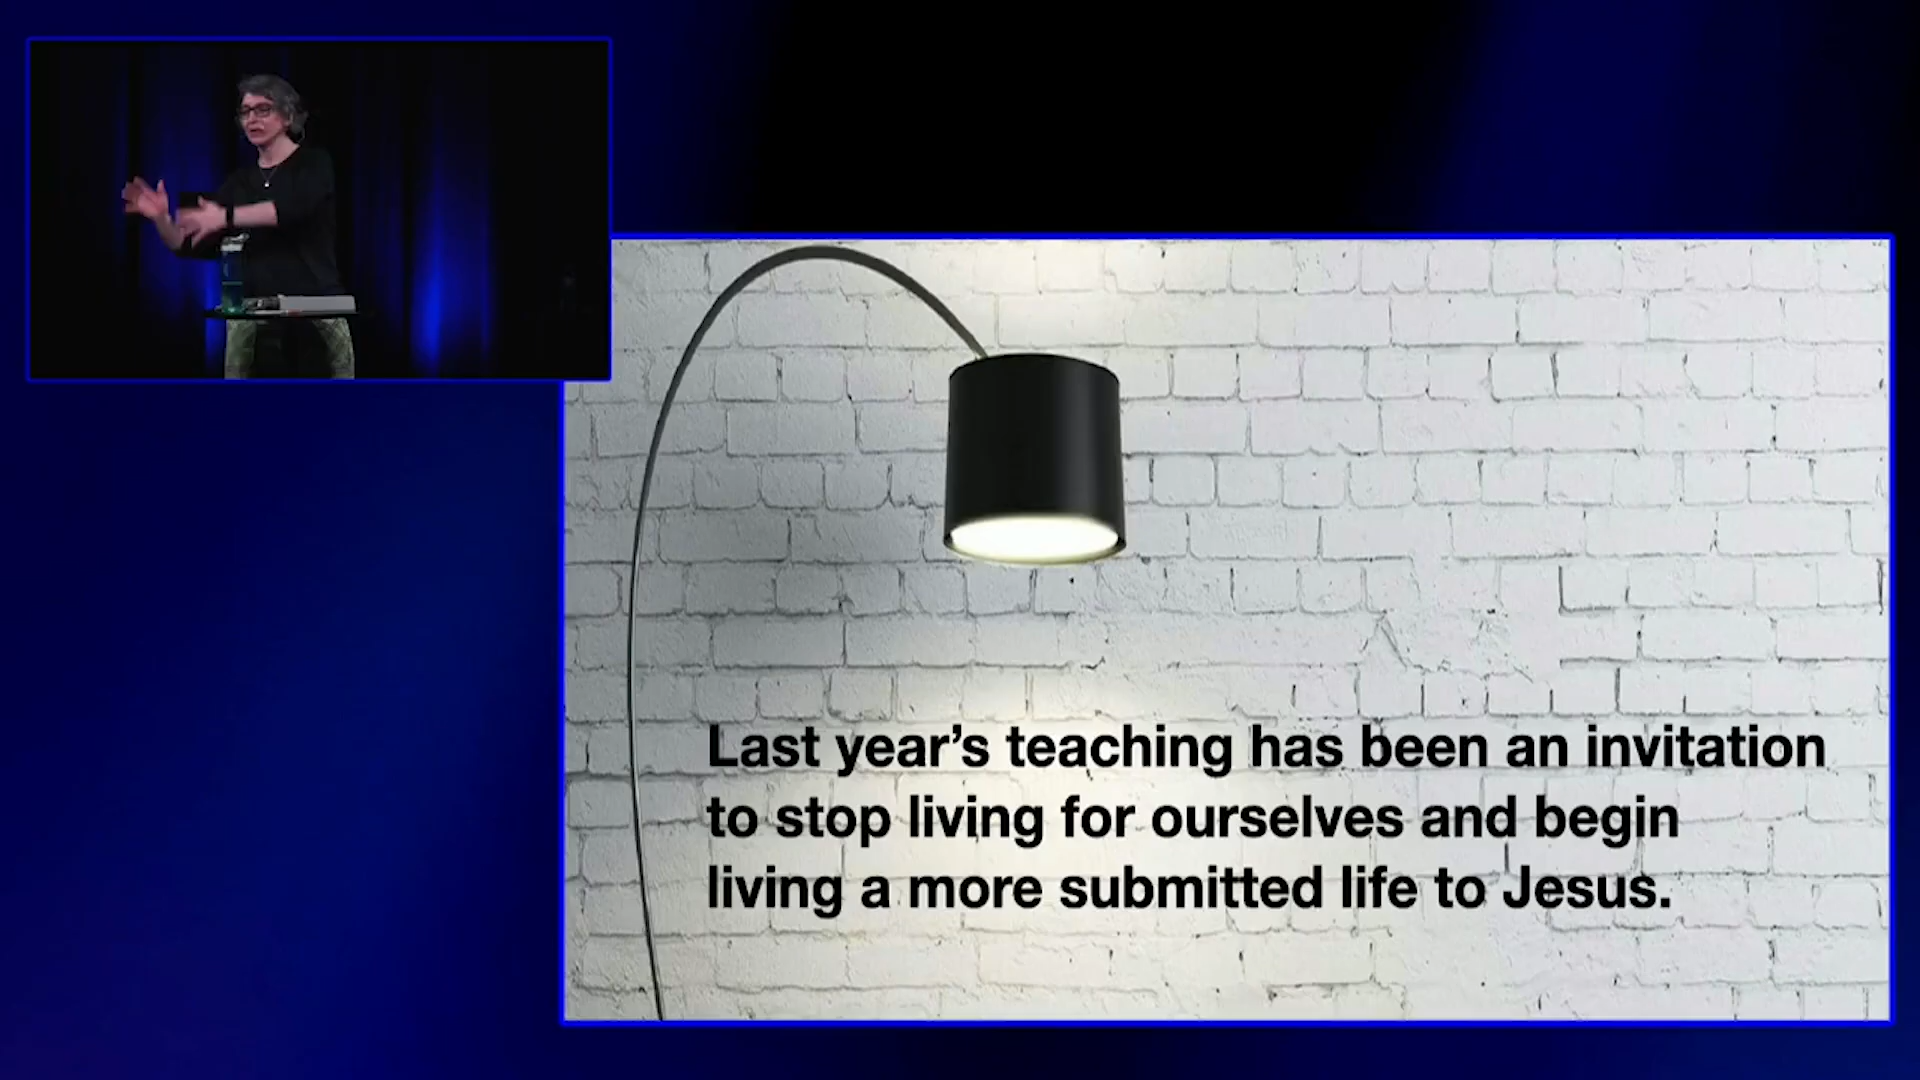 Last year’s teaching has been an invitation
to stop living for ourselves and begin
living a more submitted life to Jesus.